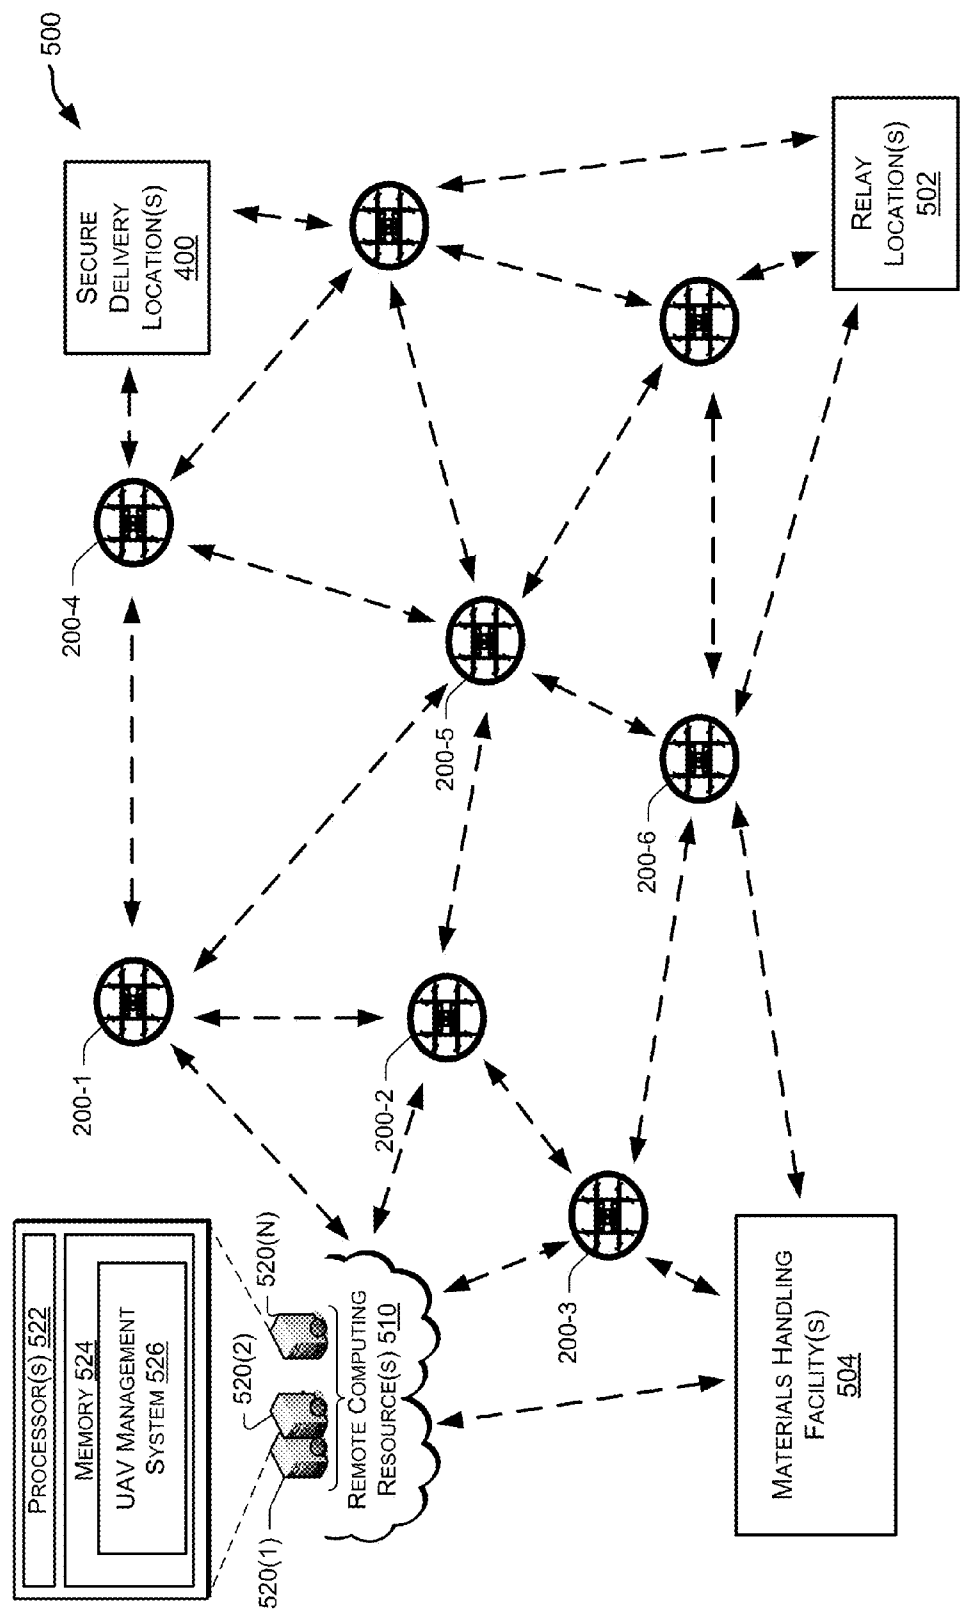 500
PROCESSOR(S) 522
MEMORY 524
UAV MANAGEMENT
SYSTEM 526
520(1)
520(2)
520(N)
REMOTE COMPUTING
RESOURCE(S) 510
200-1
200-4
SECURE
DELIVERY
LOCATION(S)
400
200-2
200-5
200-3
200-6
MATERIALS HANDLING
FACILITY(S)
504
RELAY
LOCATION(S)
502